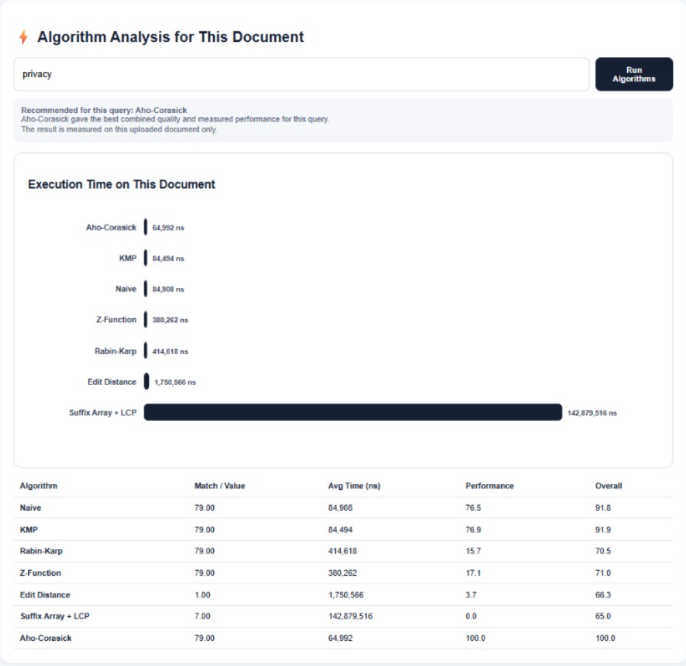 Algorithm Analysis for This Document
privacy
Run
Algorithms
Recommended for this query: Aho-Corasick
Aho-Corasick gave the best combined quality and measured performance for this query.
The result is measured on this uploaded document only.
Execution Time on This Document
Aho-Corasick 64,992 ns
KMP 84,494 ns
Naive 84,908 ns
Z-Function 380,262 ns
Rabin-Karp 414,618 ns
Edit Distance 1,750,566 ns
Suffix Array + LCP 142,879,516 ns
Algorithm Match / Value Avg Time (ns) Performance Overall
Naive 79.00 84,908 76.5 91.8
KMP 79.00 84,494 76.9 91.9
Rabin-Karp 79.00 414,618 15.7 70.5
Z-Function 79.00 380,262 17.1 71.0
Edit Distance 1.00 1,750,566 3.7 66.3
Suffix Array + LCP 7.00 142,879,516 0.0 65.0
Aho-Corasick 79.00 64,992 100.0 100.0